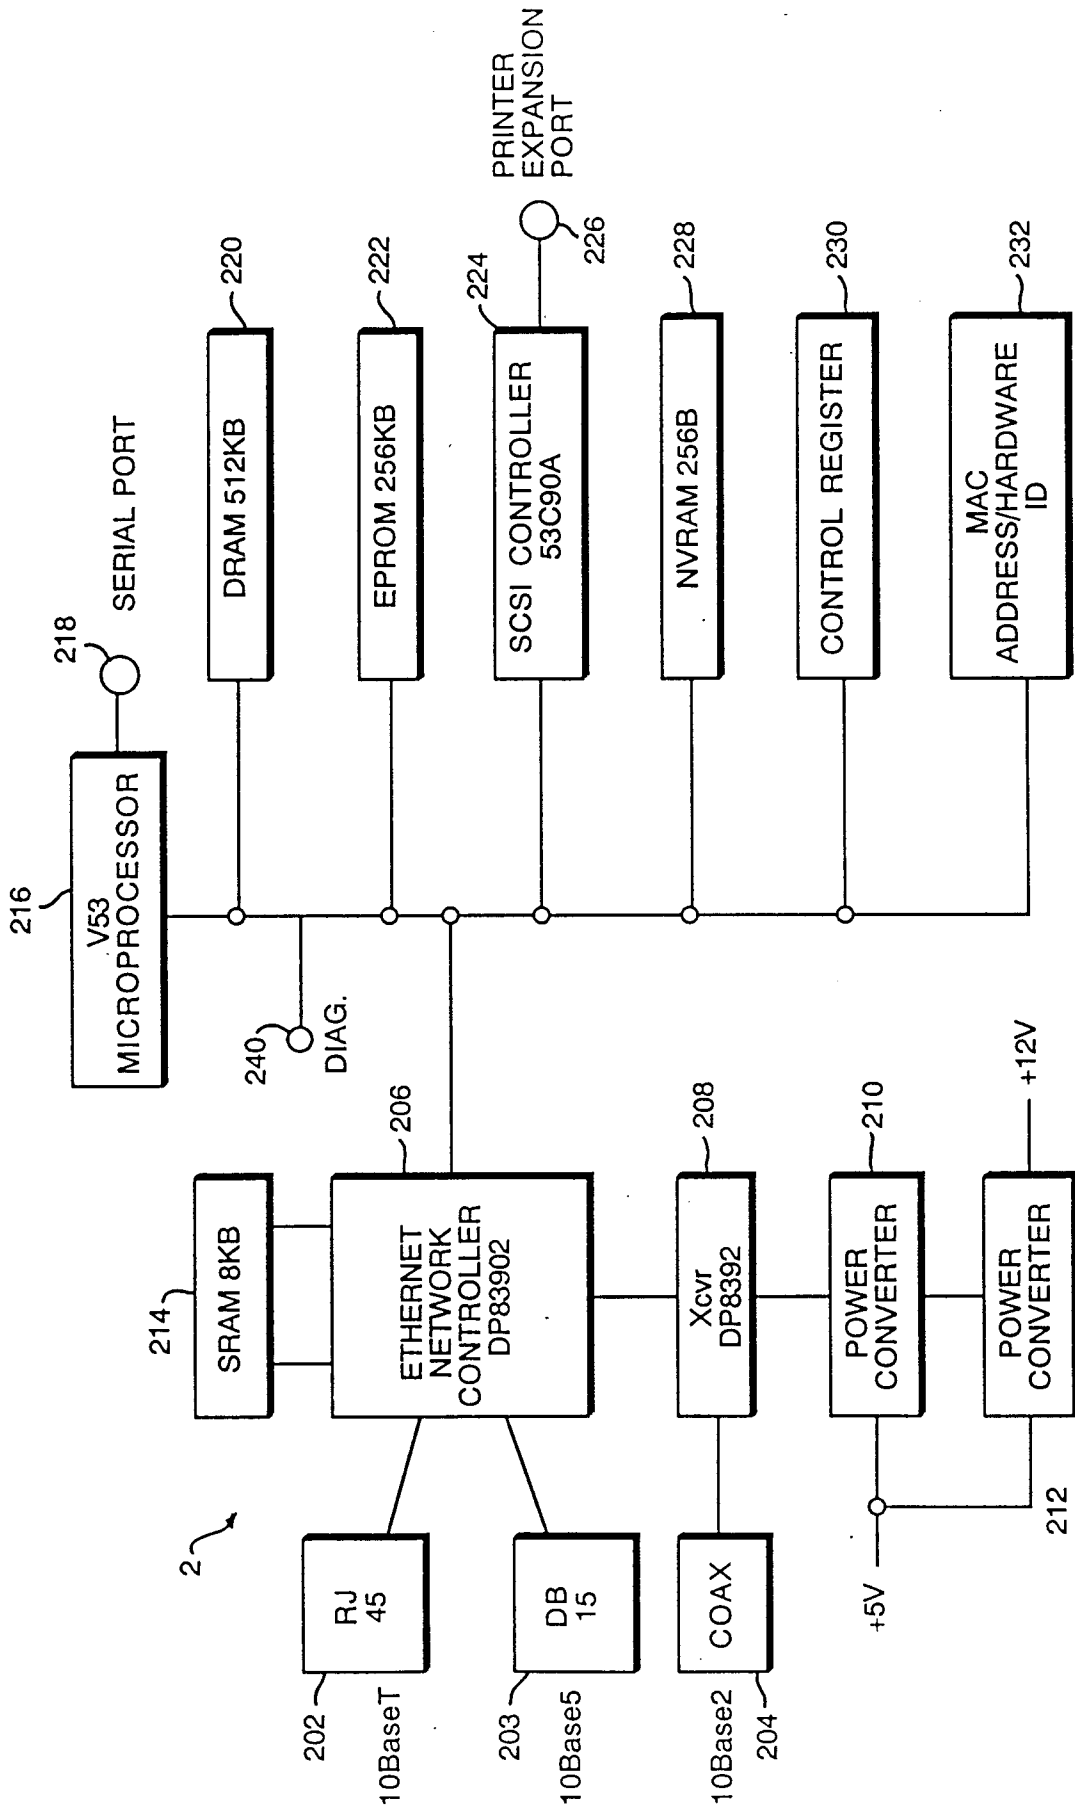 216
V53
MICROPROCESSOR
218
SERIAL PORT
240
DIAG.
DRAM 512KB
220
EPROM 256KB
222
SCSI CONTROLLER
53C90A
224
PRINTER
EXPANSION
PORT
226
NVRAM 256B
228
CONTROL REGISTER
230
MAC
ADDRESS/HARDWARE
ID
232
2
214
SRAM 8KB
206
ETHERNET
NETWORK
CONTROLLER
DP83902
202
RJ
45
10BaseT
203
DB
15
10Base5
208
Xcvr
DP8392
COAX
10Base2
204
210
POWER
CONVERTER
+5V
212
POWER
CONVERTER
+12V